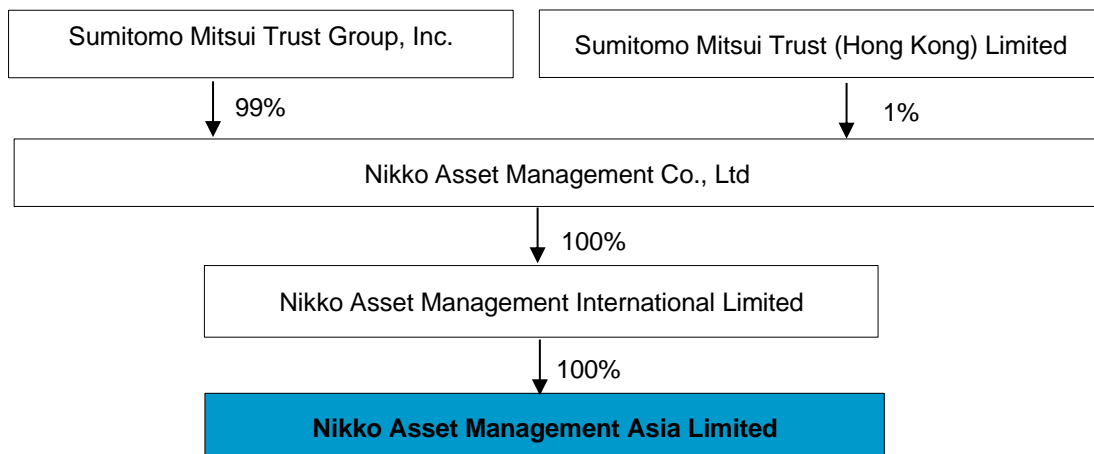 Sumitomo Mitsui Trust Group, Inc.
Sumitomo Mitsui Trust (Hong Kong) Limited
99%
1%
Nikko Asset Management Co., Ltd
100%
Nikko Asset Management International Limited
100%
Nikko Asset Management Asia Limited